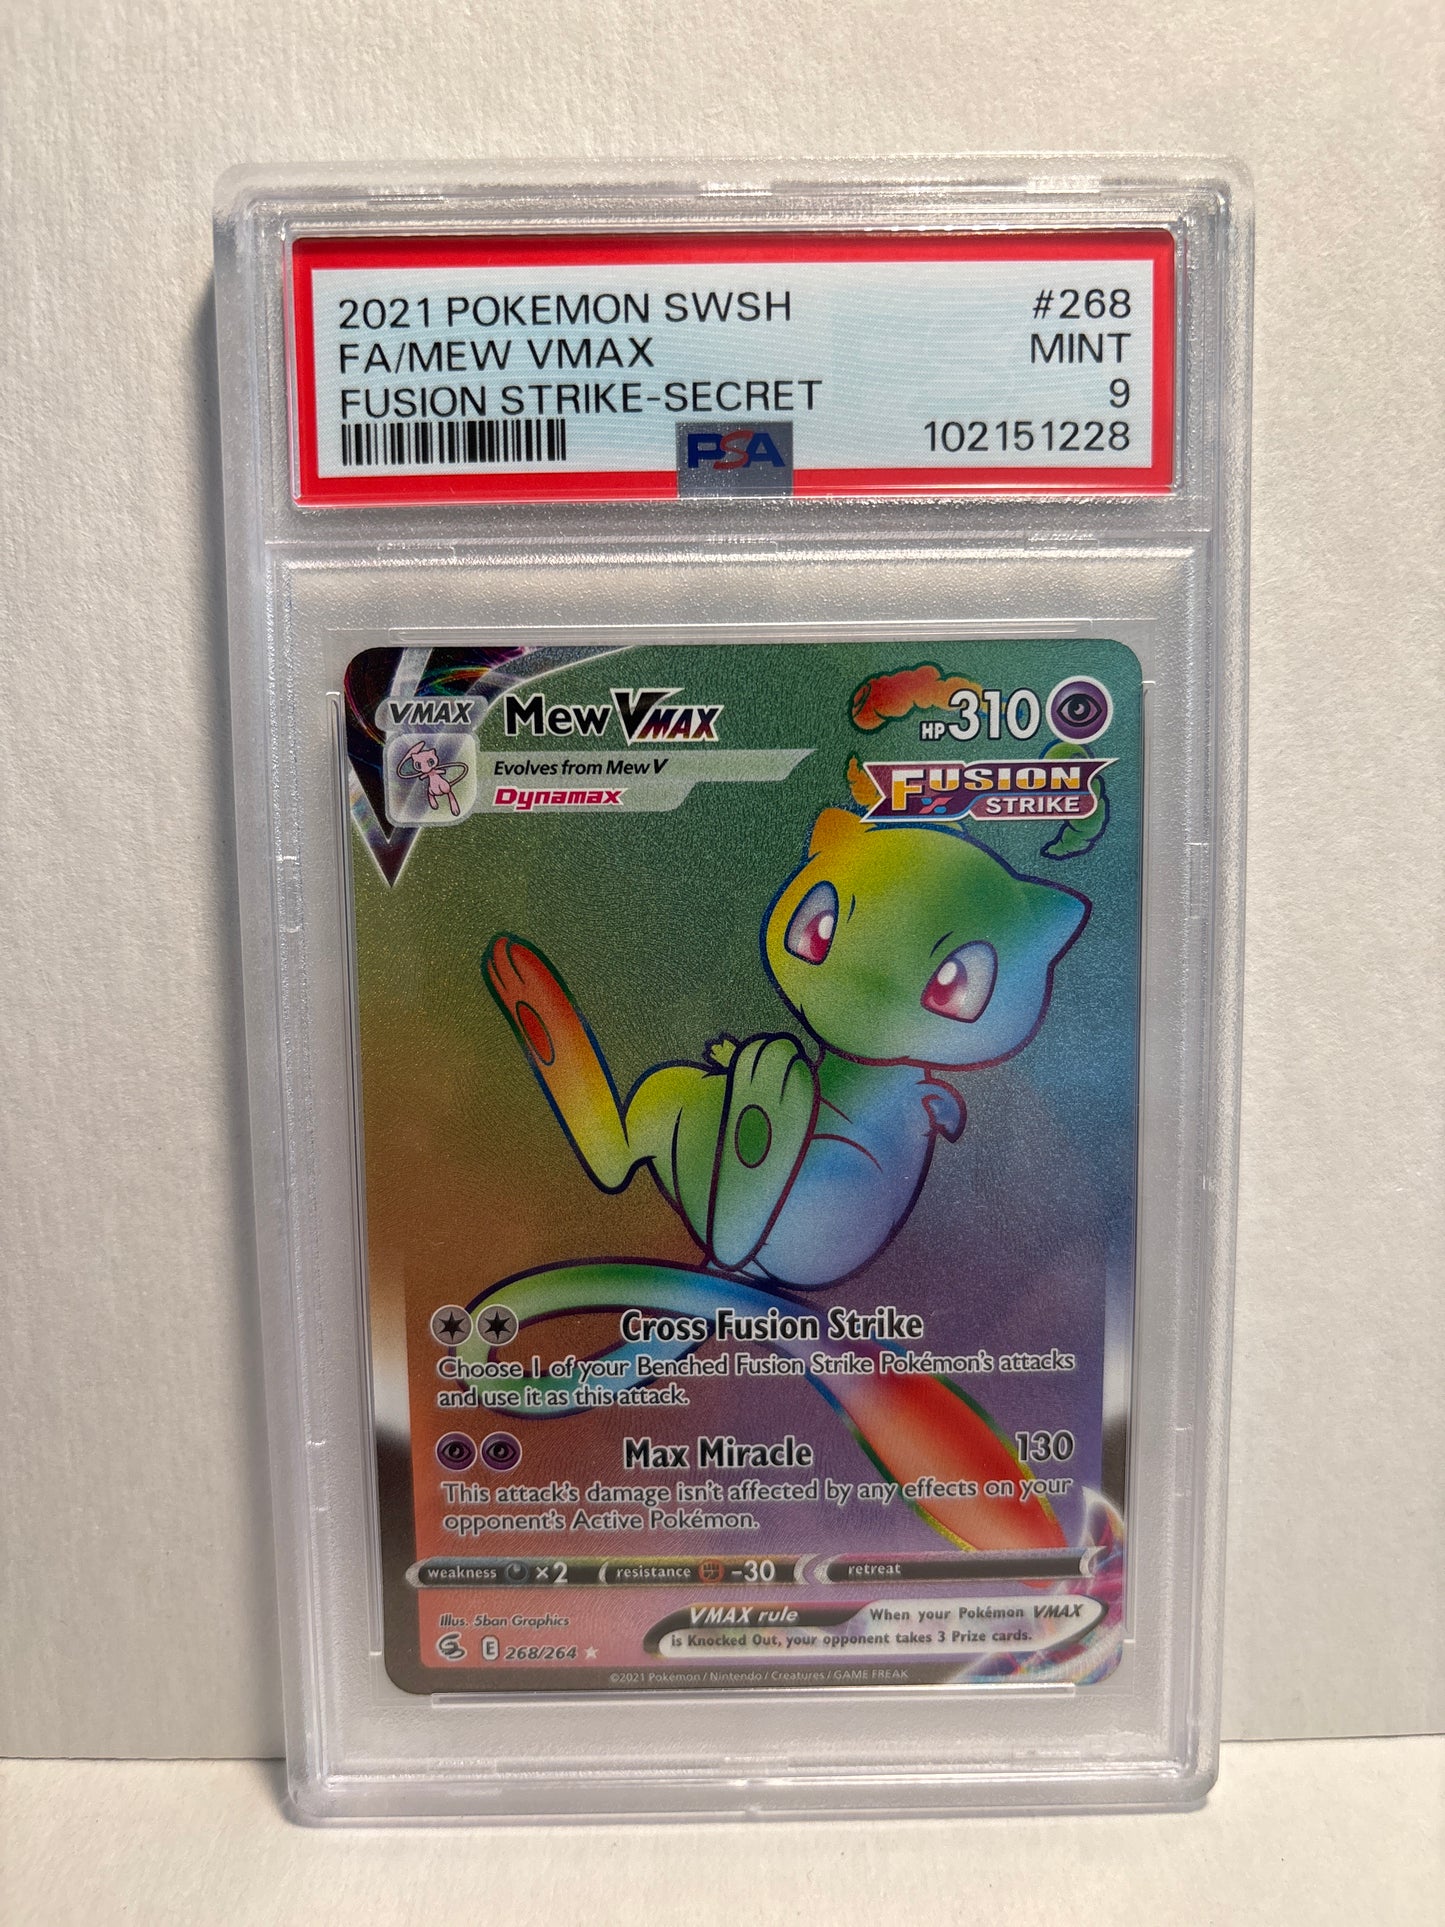 2021 POKEMON SWSH #268
FA/MEW VMAX MINT
FUSION STRIKE-SECRET 9
PSA 102151228
VMAX Mew VMAX HP 310
Evolves from Mew V
Dynamax
FUSION
STRIKE
Cross Fusion Strike
Choose 1 of your Benched Fusion Strike Pokémon's attacks
and use it as this attack.
Max Miracle 130
This attack's damage isn't affected by any effects on your
opponent's Active Pokémon.
weakness ×2 resistance -30 retreat
Illus. 5ban Graphics
VMAX rule When your Pokémon VMAX
is Knocked Out, your opponent takes 3 Prize cards.
E 268/264 ★
©2021 Pokémon / Nintendo / Creatures / GAME FREAK